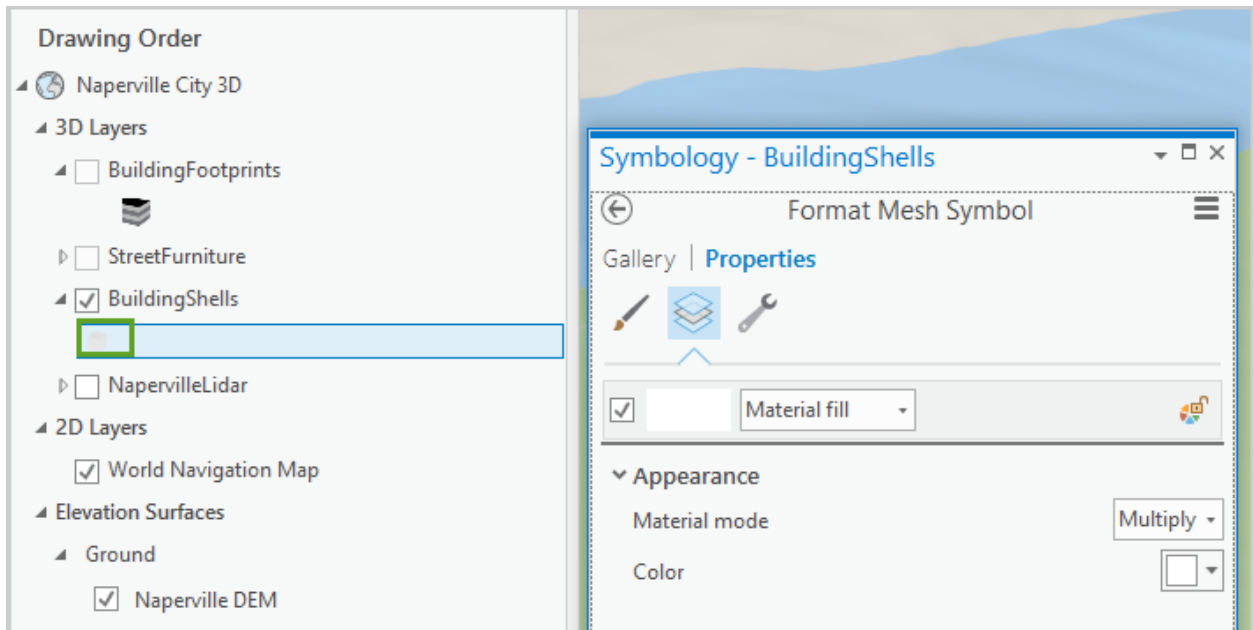 Drawing Order
Naperville City 3D
3D Layers
BuildingFootprints
StreetFurniture
BuildingShells
NapervilleLidar
2D Layers
World Navigation Map
Elevation Surfaces
Ground
Naperville DEM
Symbology - BuildingShells
Format Mesh Symbol
Gallery | Properties
Material fill
Appearance
Material mode Multiply
Color